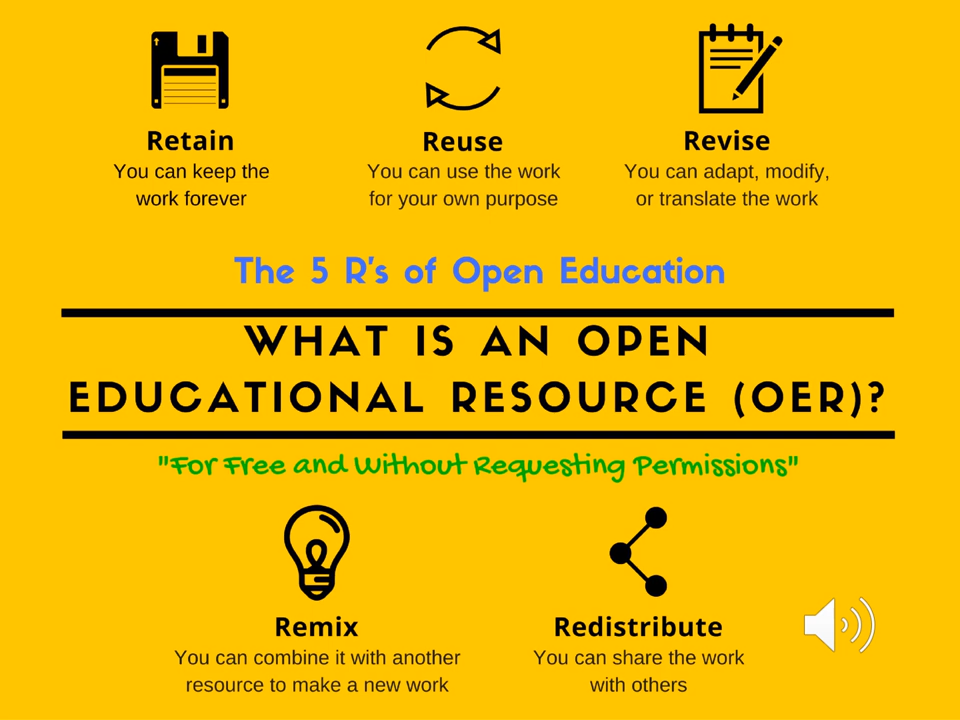 Retain
You can keep the
work forever
Reuse
You can use the work
for your own purpose
Revise
You can adapt, modify,
or translate the work
The 5 R's of Open Education
WHAT IS AN OPEN
EDUCATIONAL RESOURCE (OER)?
"For Free and Without Requesting Permissions"
Remix
You can combine it with another
resource to make a new work
Redistribute
You can share the work
with others